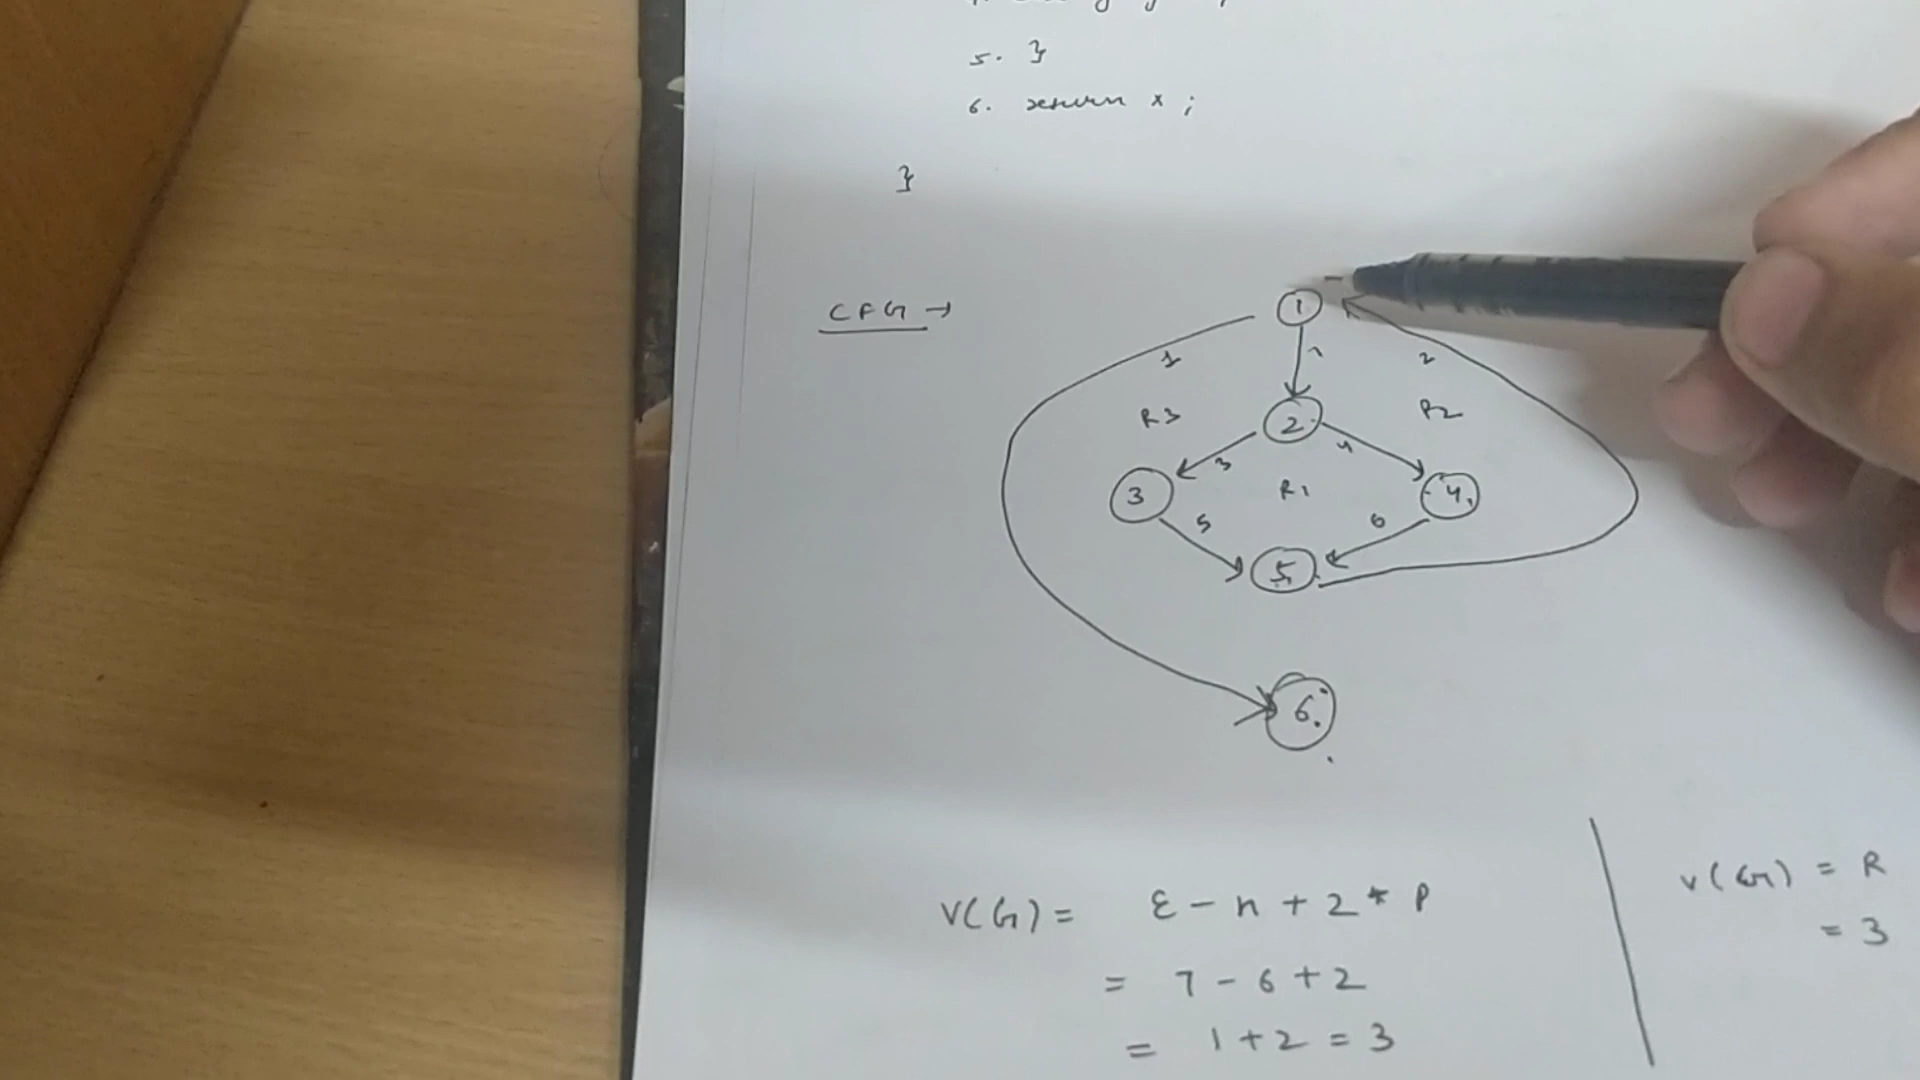 5. }
6. return x ;
}
CFG →
1
1 7 2
R3 R2
2
3 4
3 R1 4
5 6
5
6
V(G) = E - n + 2 * P
= 7 - 6 + 2
= 1 + 2 = 3
V(G) = R
= 3